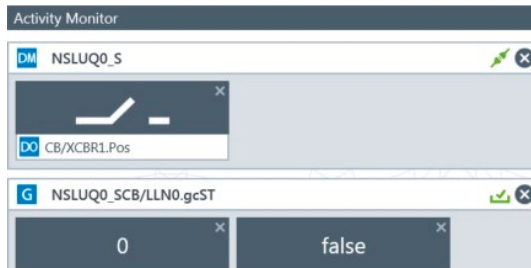 Activity Monitor
DM NSLUQ0_S
DO CB/XCBR1.Pos
G NSLUQ0_SCB/LLN0.gcST
0 false